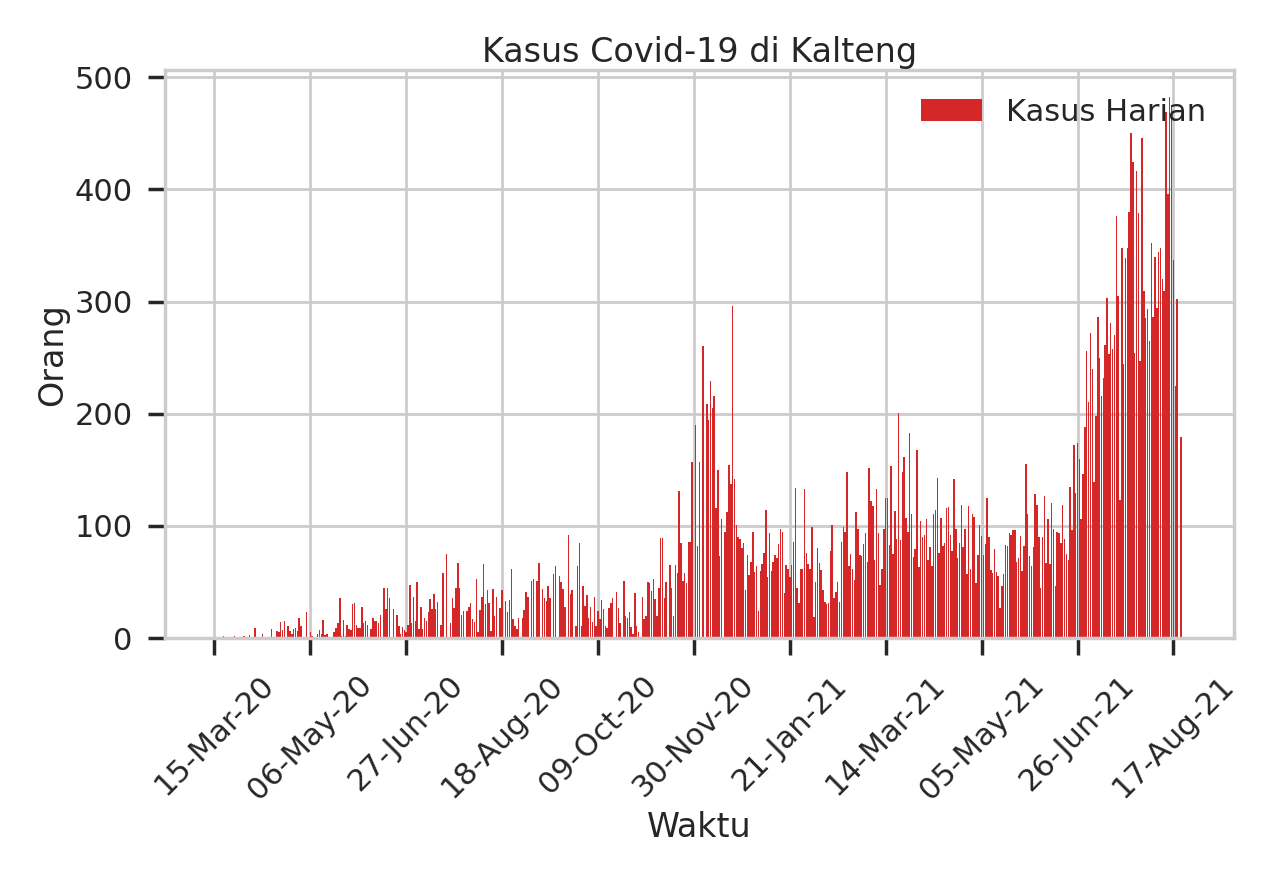 Kasus Covid-19 di Kalteng
Kasus Harian
500
400
300
200
100
0
Orang
15-Mar-20
06-May-20
27-Jun-20
18-Aug-20
09-Oct-20
30-Nov-20
21-Jan-21
14-Mar-21
05-May-21
26-Jun-21
17-Aug-21
Waktu